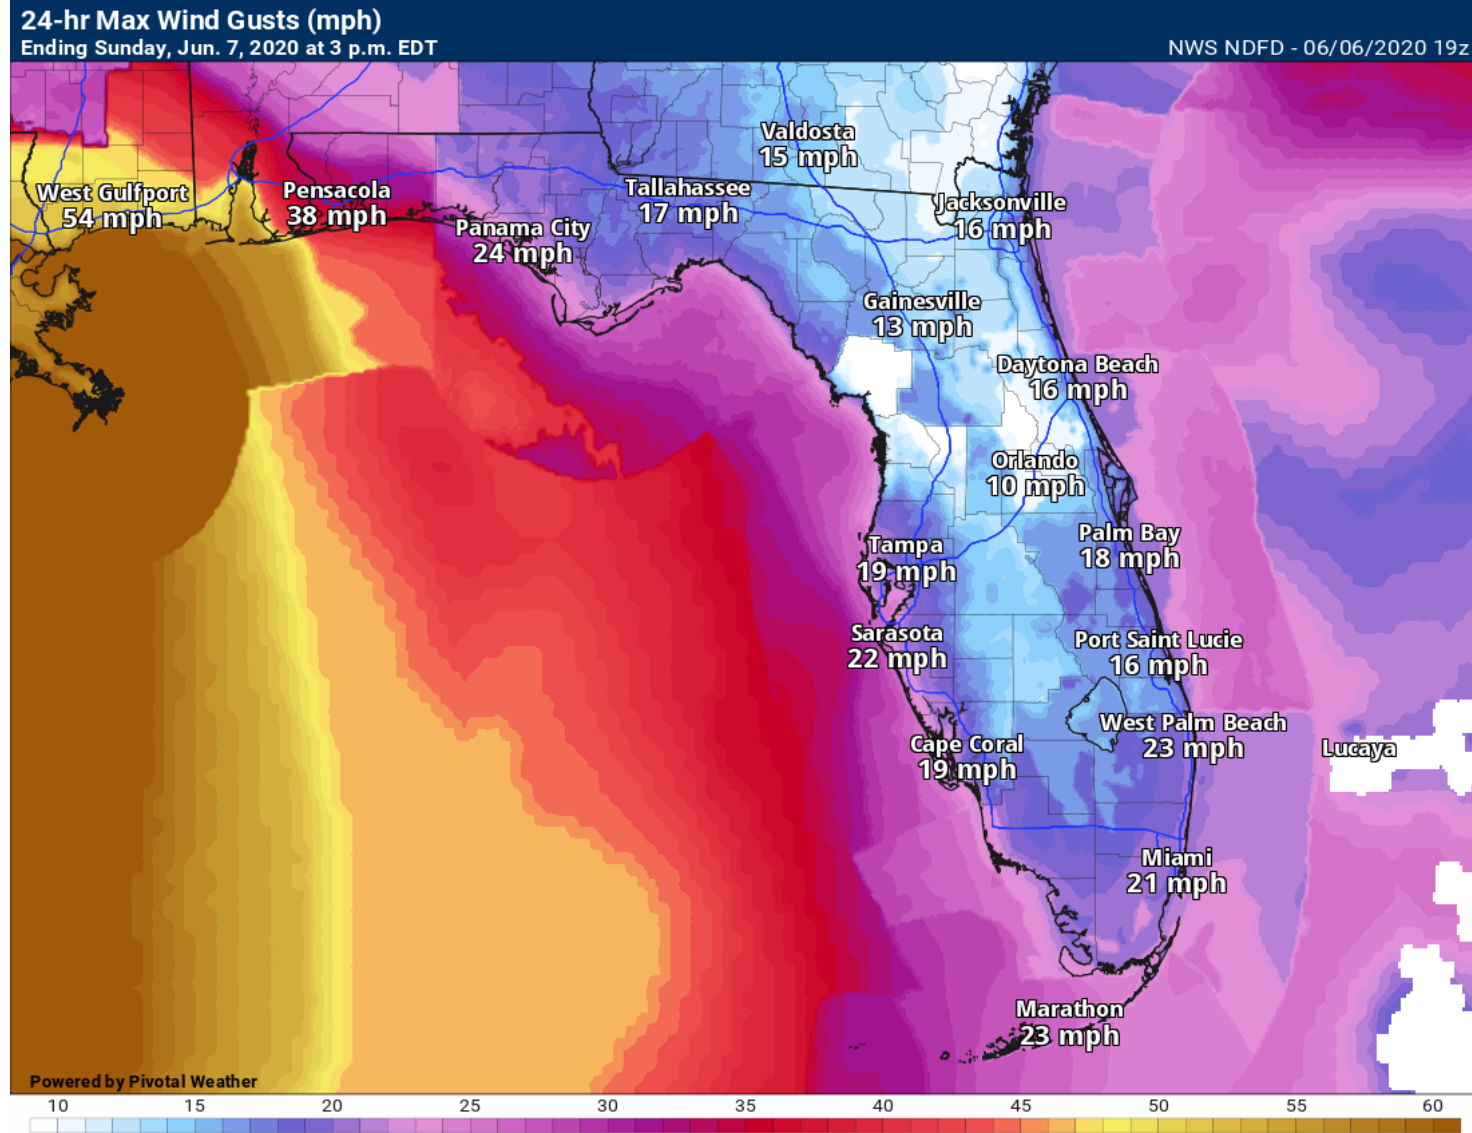 24-hr Max Wind Gusts (mph)
Ending Sunday, Jun. 7, 2020 at 3 p.m. EDT
NWS NDFD - 06/06/2020 19z
Valdosta
15 mph
West Gulfport
54 mph
Pensacola
38 mph
Tallahassee
17 mph
Jacksonville
16 mph
Panama City
24 mph
Gainesville
13 mph
Daytona Beach
16 mph
Orlando
10 mph
Palm Bay
18 mph
Tampa
19 mph
Sarasota
22 mph
Port Saint Lucie
16 mph
West Palm Beach
23 mph
Cape Coral
19 mph
Lucaya
Miami
21 mph
Marathon
23 mph
Powered by Pivotal Weather
10 15 20 25 30 35 40 45 50 55 60